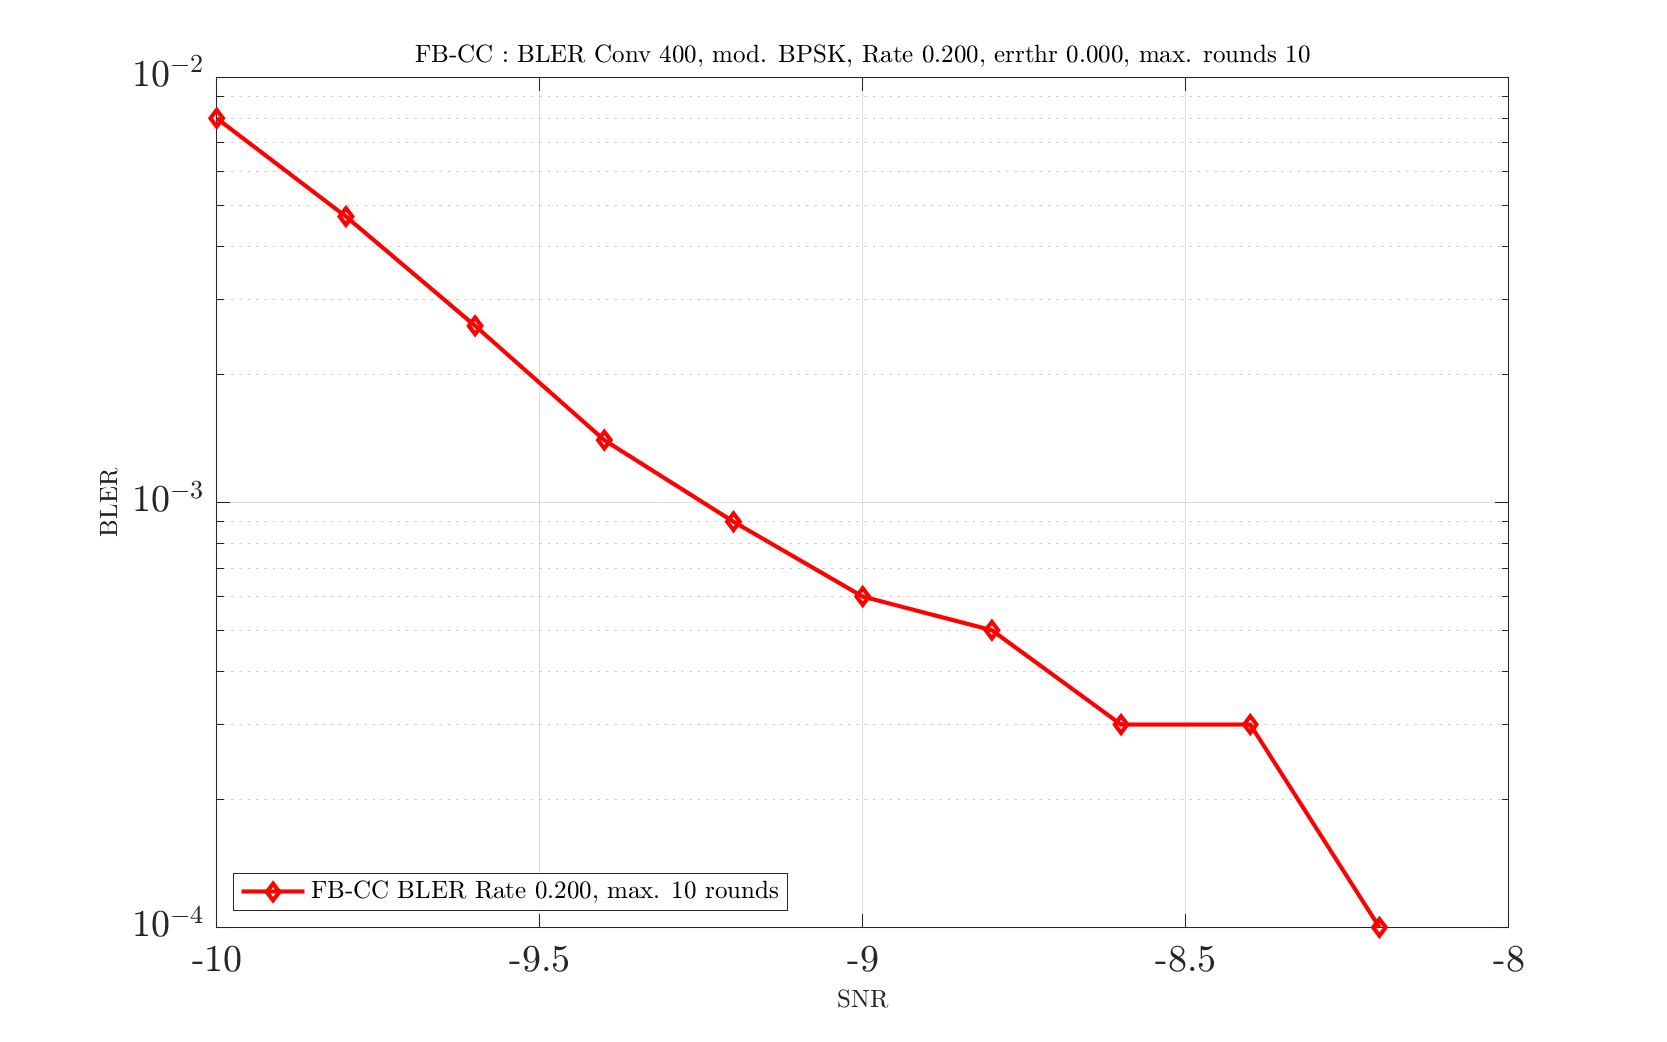 FB-CC : BLER Conv 400, mod. BPSK, Rate 0.200, errthr 0.000, max. rounds 10
10−2
10−3
10−4
BLER
FB-CC BLER Rate 0.200, max. 10 rounds
-10 -9.5 -9 -8.5 -8
SNR